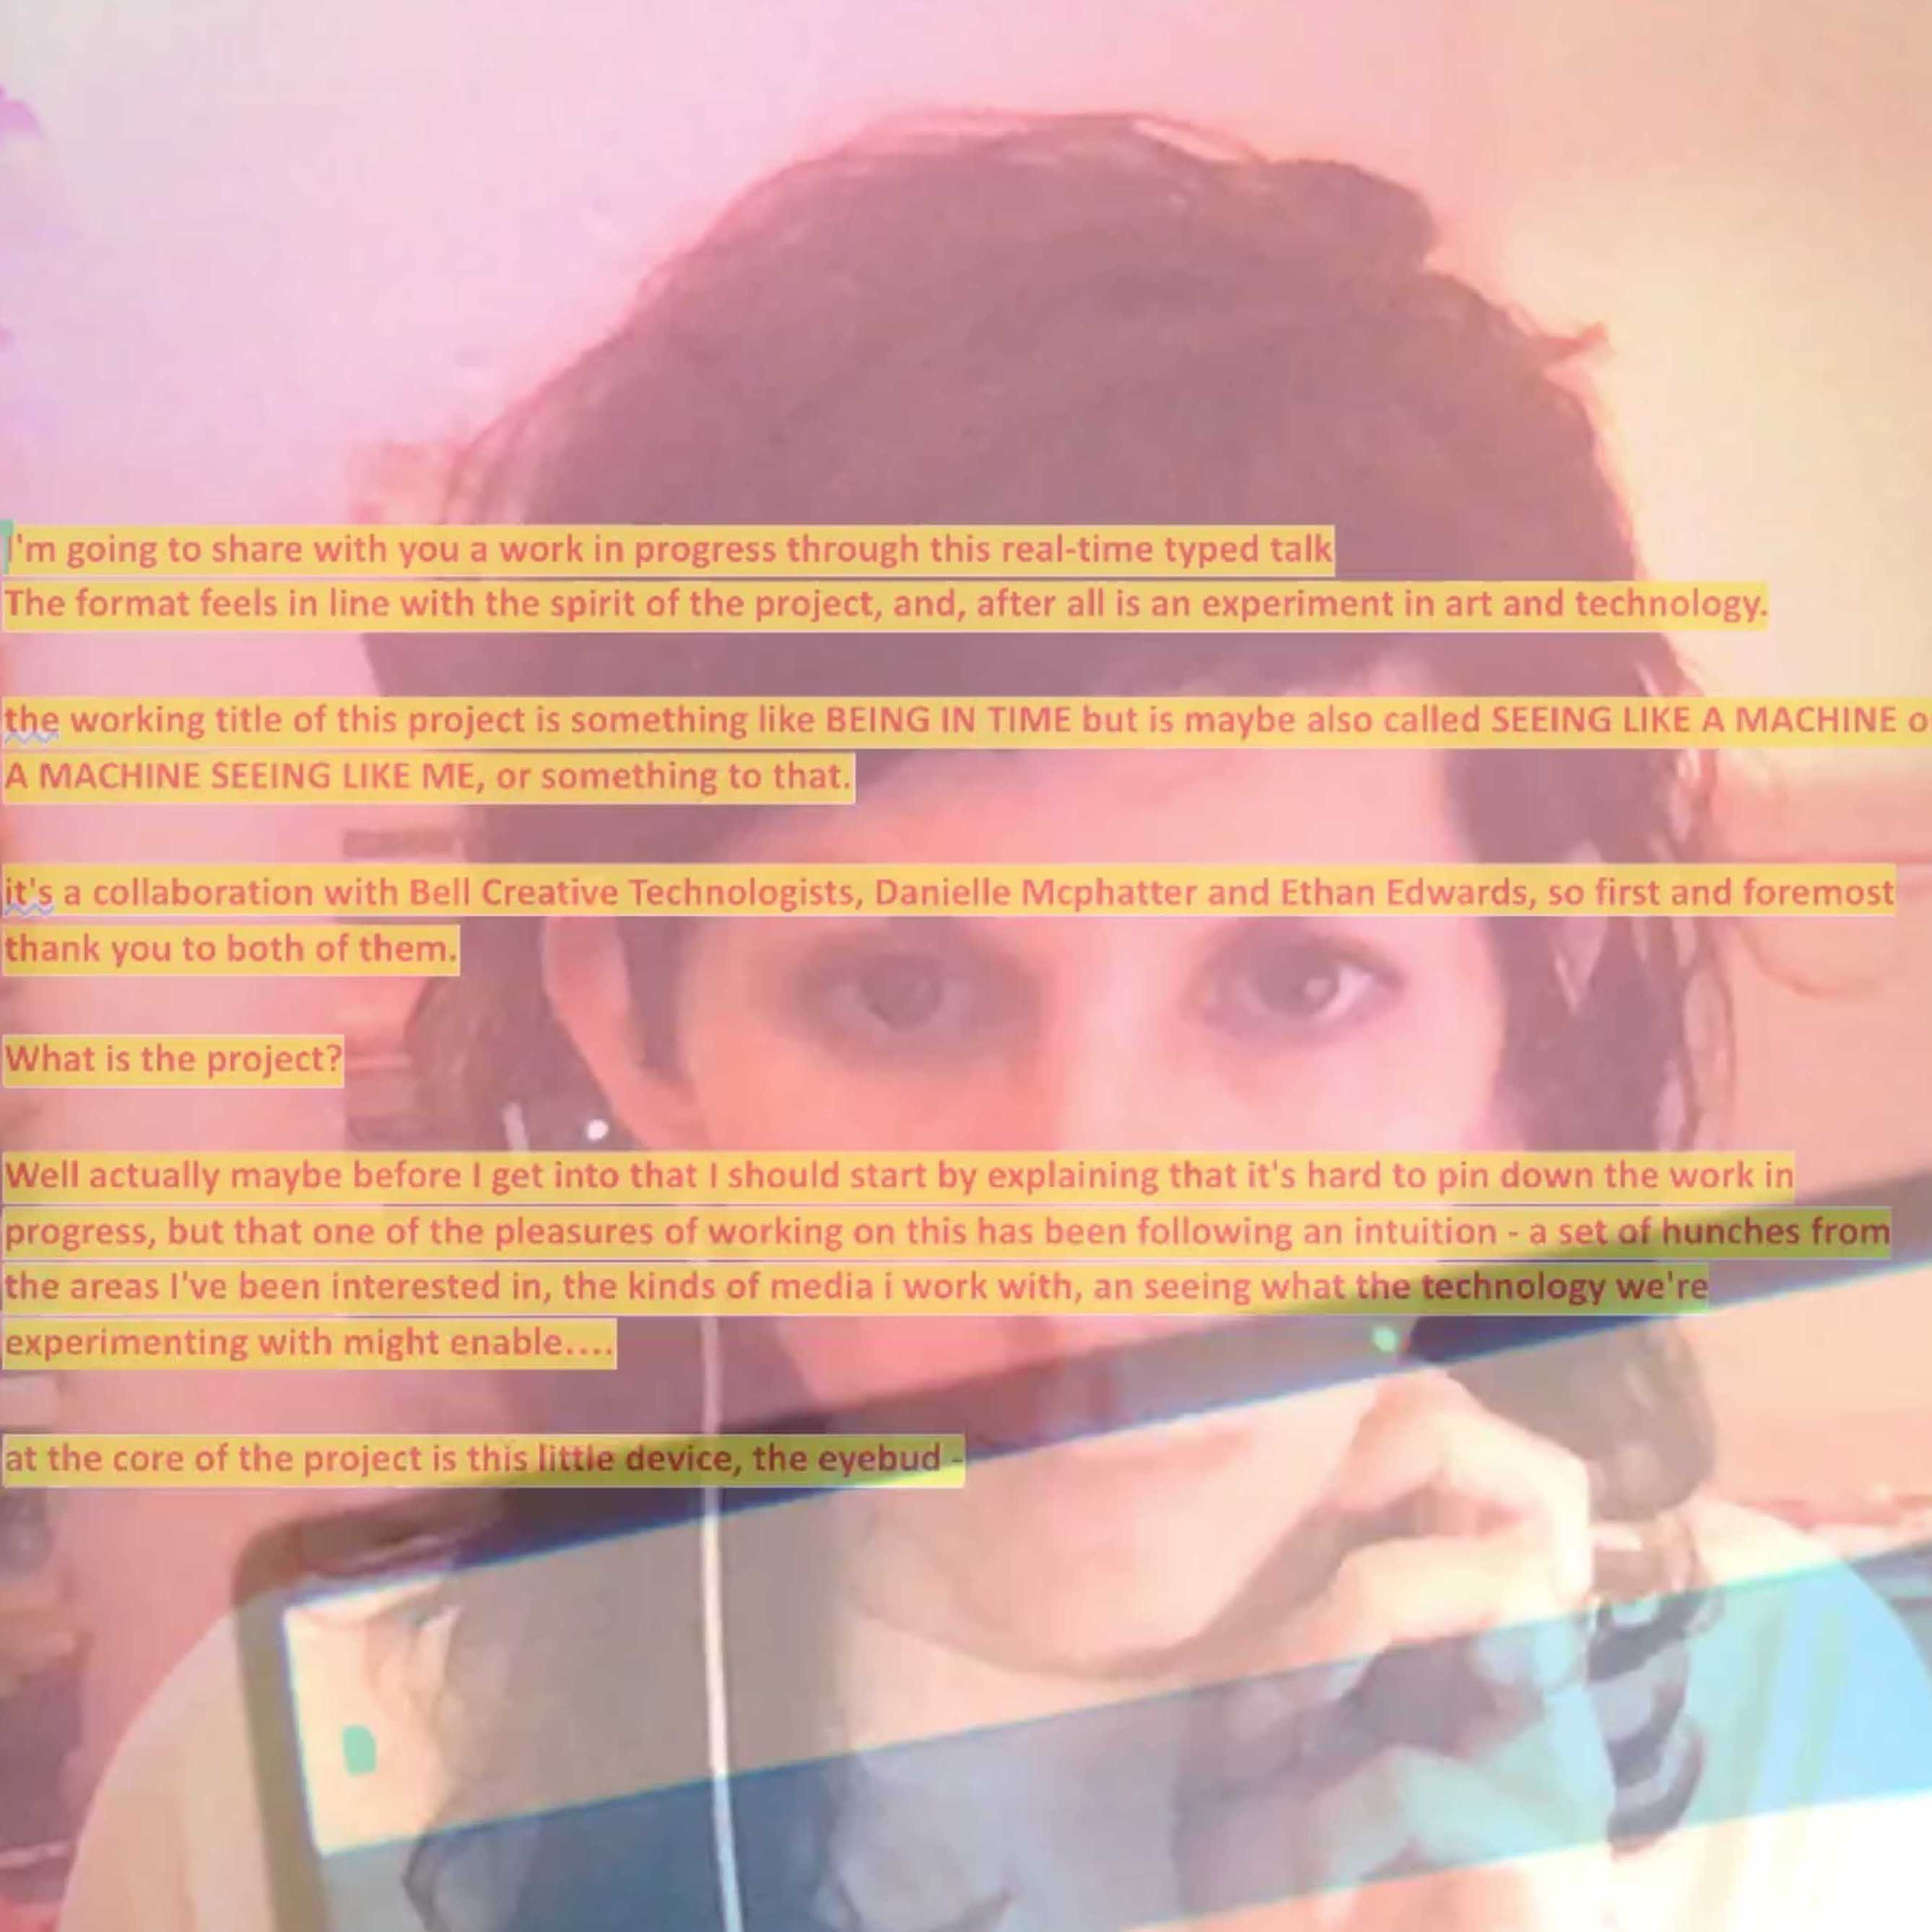 I'm going to share with you a work in progress through this real-time typed talk
The format feels in line with the spirit of the project, and, after all is an experiment in art and technology.
the working title of this project is something like BEING IN TIME but is maybe also called SEEING LIKE A MACHINE o
A MACHINE SEEING LIKE ME, or something to that.
it's a collaboration with Bell Creative Technologists, Danielle Mcphatter and Ethan Edwards, so first and foremost
thank you to both of them.
What is the project?
Well actually maybe before I get into that I should start by explaining that it's hard to pin down the work in
progress, but that one of the pleasures of working on this has been following an intuition - a set of hunches from
the areas I've been interested in, the kinds of media i work with, an seeing what the technology we're
experimenting with might enable....
at the core of the project is this little device, the eyebud -